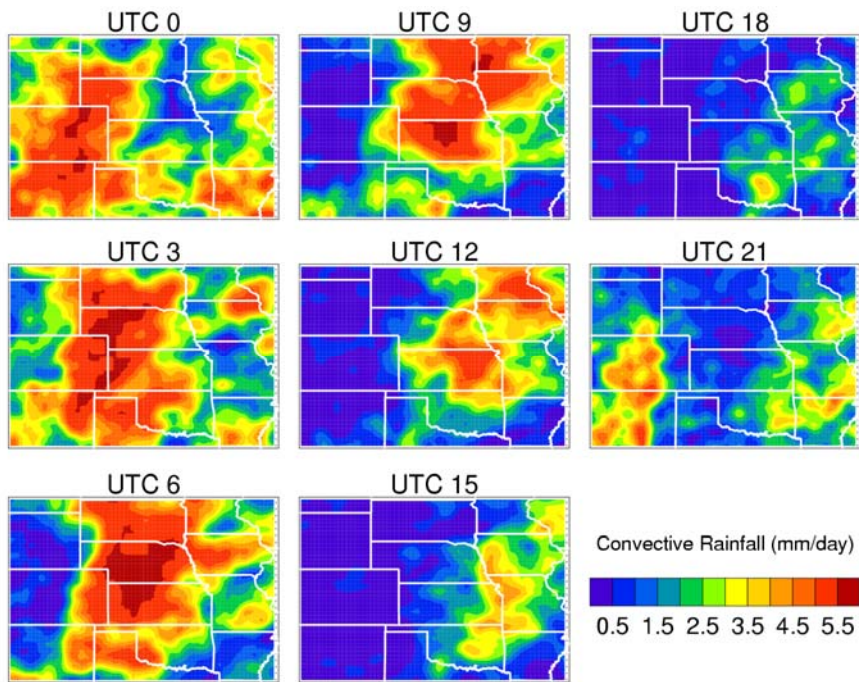 UTC 0
UTC 9
UTC 18
UTC 3
UTC 12
UTC 21
UTC 6
UTC 15
Convective Rainfall (mm/day)
0.5 1.5 2.5 3.5 4.5 5.5